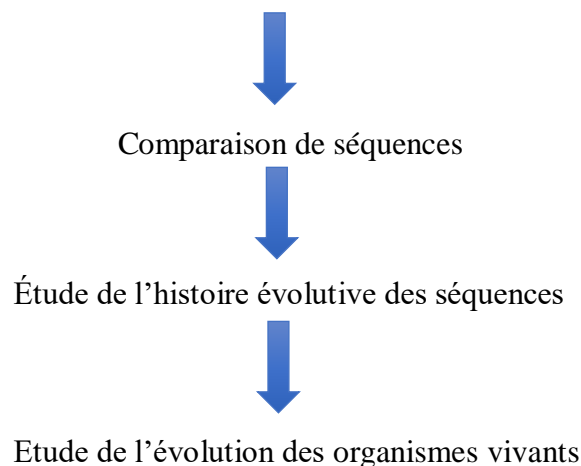 Comparaison de séquences
Étude de l’histoire évolutive des séquences
Etude de l’évolution des organismes vivants